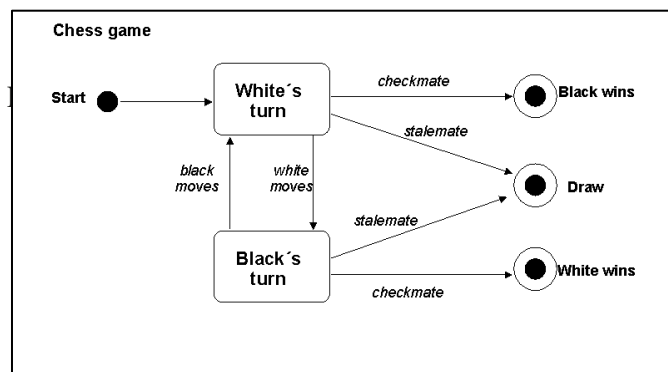 Chess game
Start
White´s
turn
checkmate
Black wins
stalemate
black
moves
white
moves
Draw
stalemate
Black´s
turn
White wins
checkmate